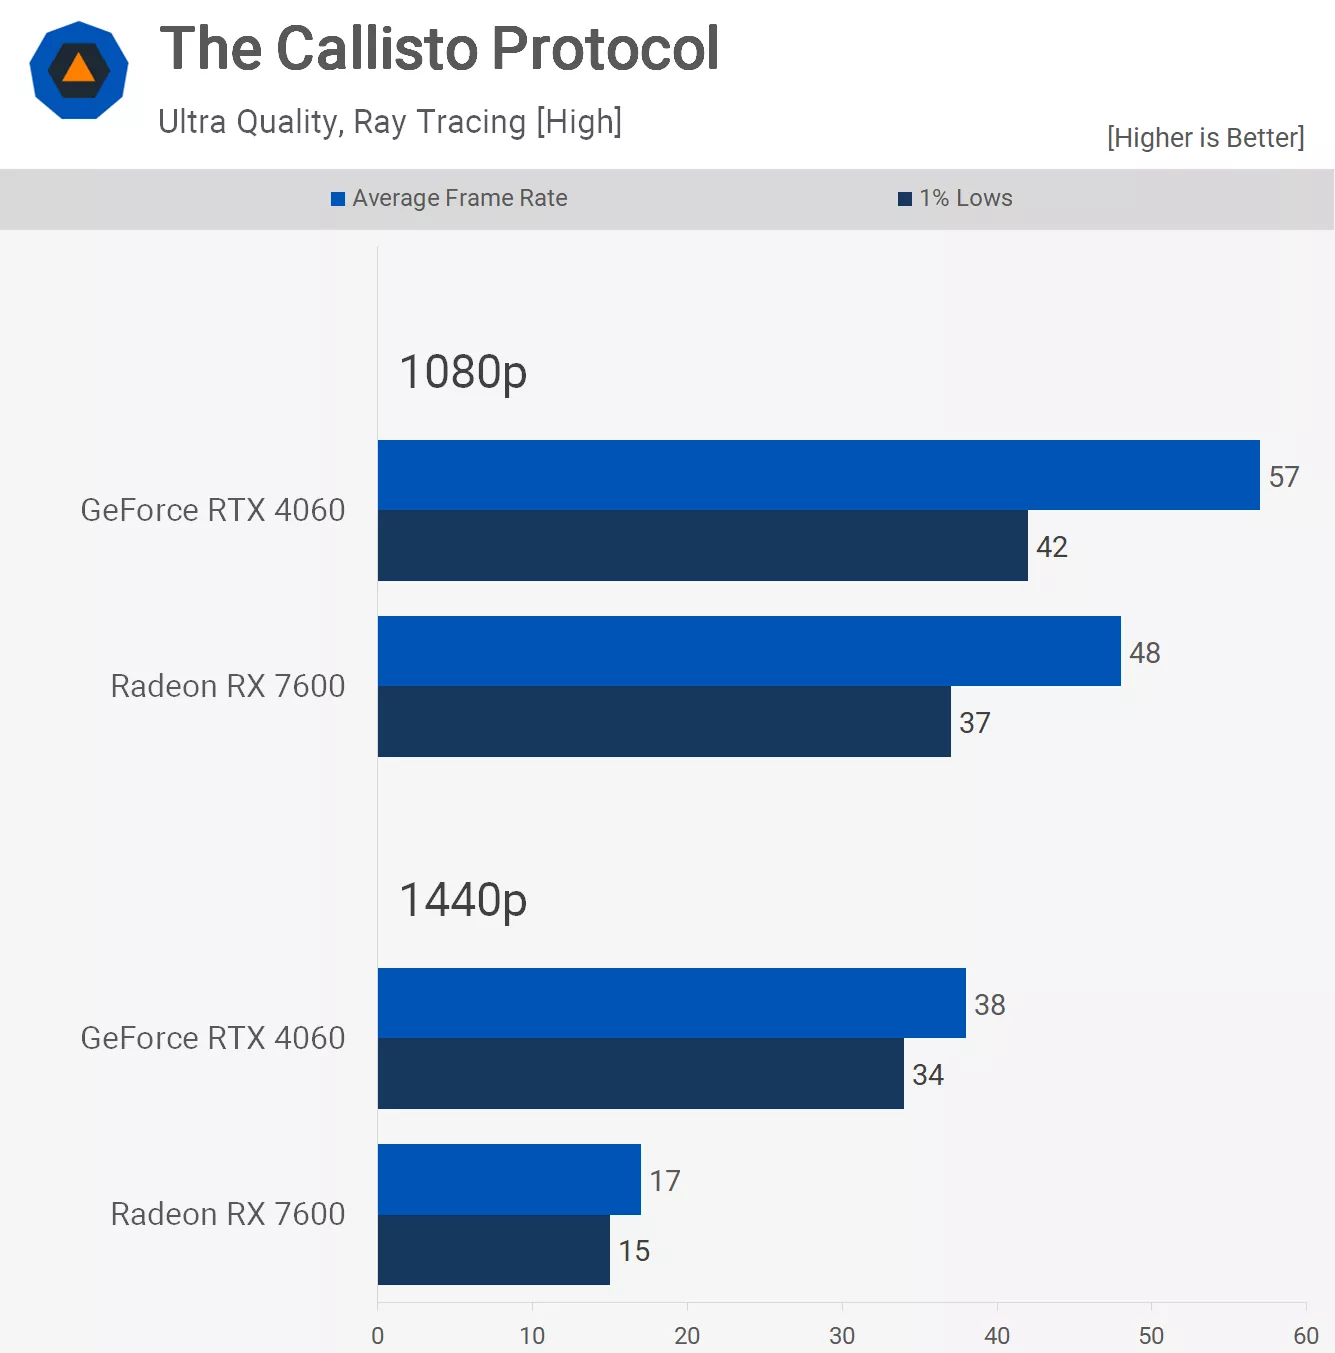 The Callisto Protocol
Ultra Quality, Ray Tracing [High]
[Higher is Better]
Average Frame Rate
1% Lows
1080p
GeForce RTX 4060
57
42
Radeon RX 7600
48
37
1440p
GeForce RTX 4060
38
34
Radeon RX 7600
17
15
0 10 20 30 40 50 60